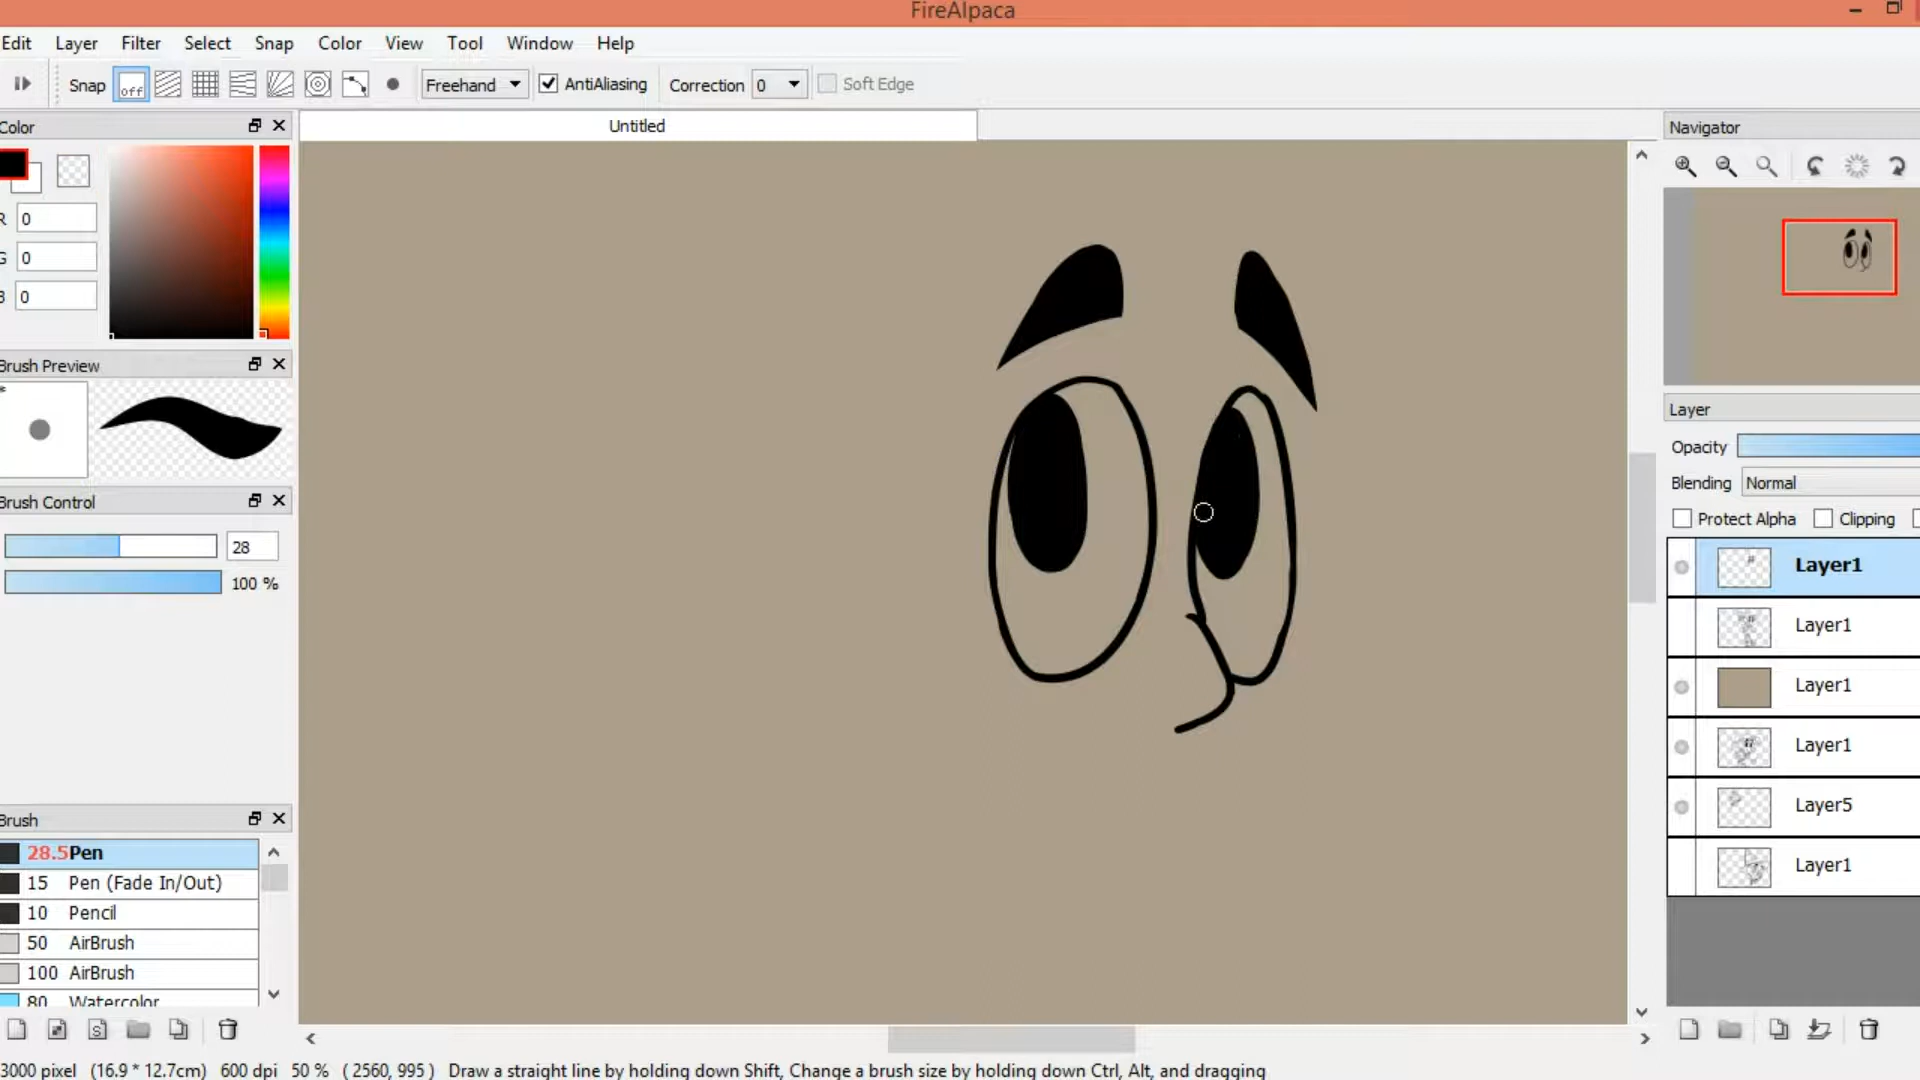 FireAlpaca
Edit Layer Filter Select Snap Color View Tool Window Help
Snap off Freehand AntiAliasing Correction 0 Soft Edge
Color
Untitled
Navigator
R 0
G 0
B 0
Brush Preview
*
Brush Control
28
100 %
Layer
Opacity
Blending Normal
Protect Alpha Clipping
Layer1
Layer1
Layer1
Layer1
Layer5
Layer1
Brush
28.5 Pen
15 Pen (Fade In/Out)
10 Pencil
50 AirBrush
100 AirBrush
80 Watercolor
S
3000 pixel (16.9 * 12.7cm) 600 dpi 50 % ( 2560, 995 ) Draw a straight line by holding down Shift, Change a brush size by holding down Ctrl, Alt, and dragging